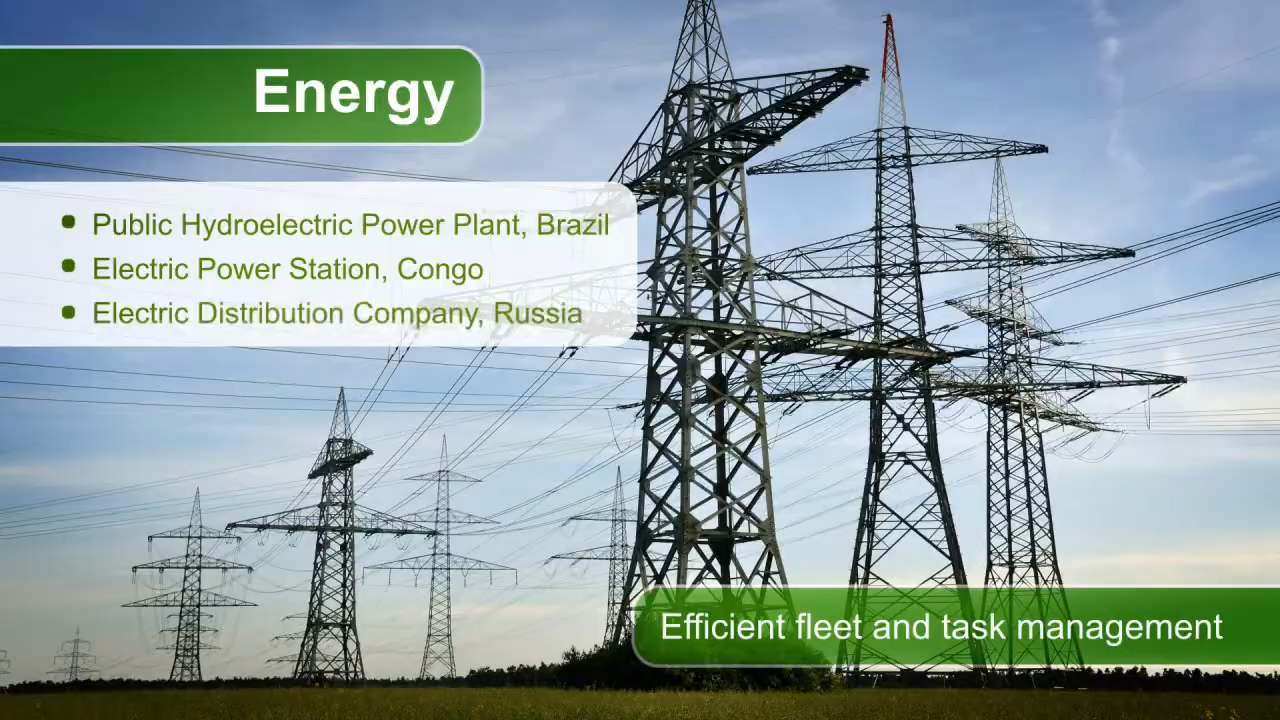 Energy
Public Hydroelectric Power Plant, Brazil
Electric Power Station, Congo
Electric Distribution Company, Russia
Efficient fleet and task management